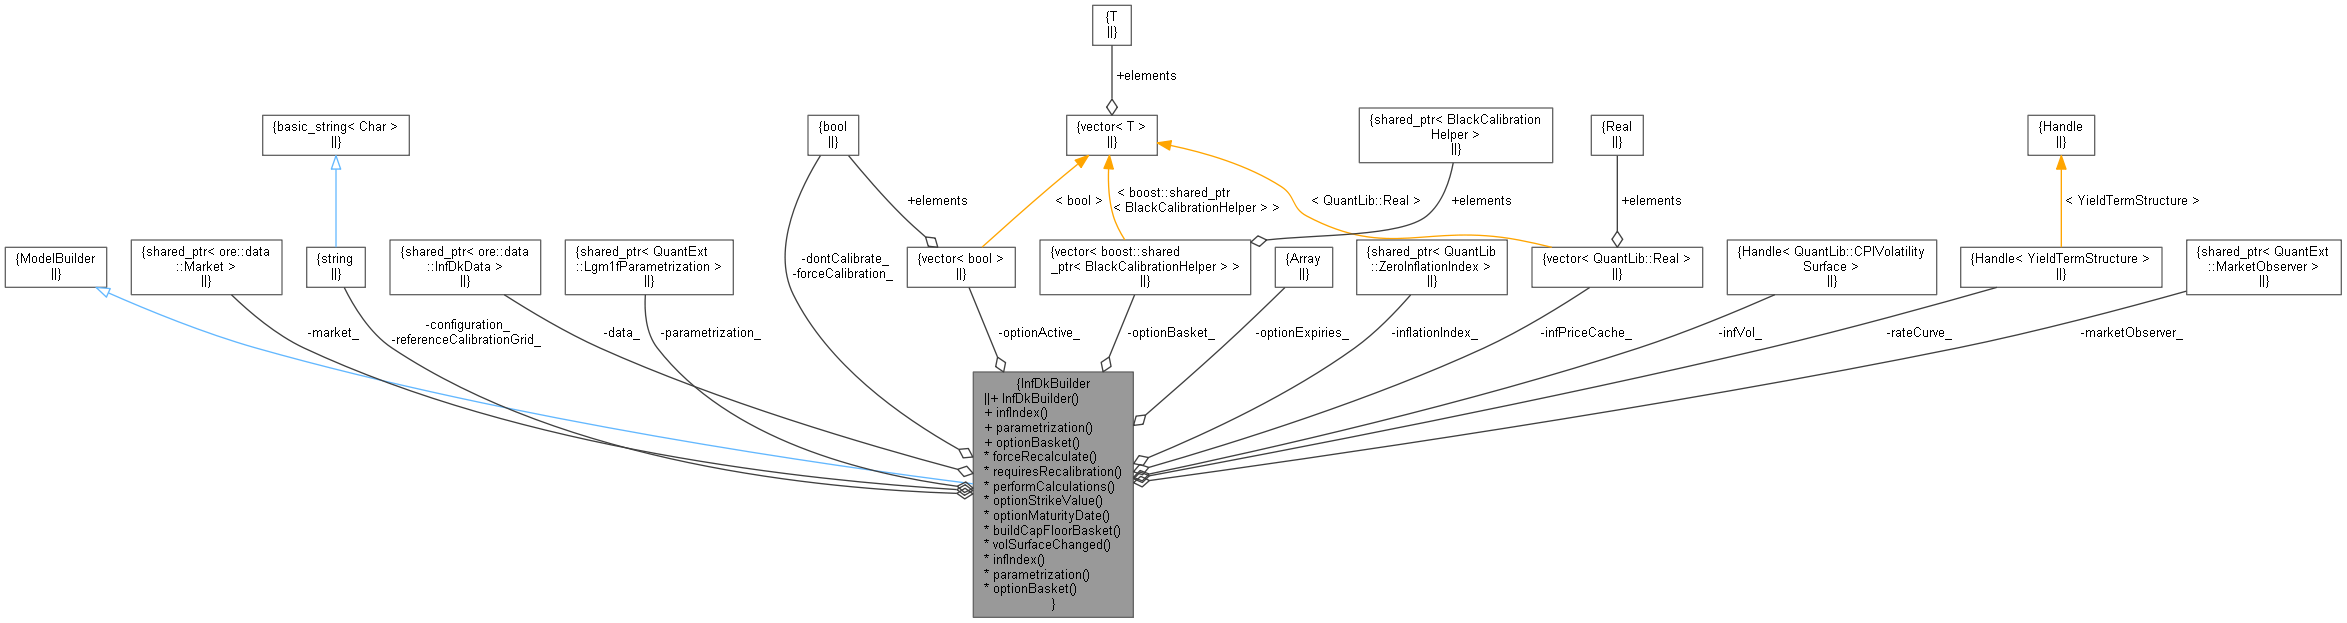 {T
||}
+elements
{basic_string< Char >
||}
{bool
||}
{vector< T >
||}
{shared_ptr< BlackCalibration
Helper >
||}
{Real
||}
{Handle
||}
+elements
< bool >
< boost::shared_ptr
< BlackCalibrationHelper > >
< QuantLib::Real >
+elements
+elements
< YieldTermStructure >
{ModelBuilder
||}
{shared_ptr< ore::data
::Market >
||}
{string
||}
{shared_ptr< ore::data
::InfDkData >
||}
{shared_ptr< QuantExt
::Lgm1fParametrization >
||}
-dontCalibrate_
-forceCalibration_
{vector< bool >
||}
{vector< boost::shared
_ptr< BlackCalibrationHelper > >
||}
{Array
||}
{shared_ptr< QuantLib
::ZeroInflationIndex >
||}
{vector< QuantLib::Real >
||}
{Handle< QuantLib::CPIVolatility
Surface >
||}
{Handle< YieldTermStructure >
||}
{shared_ptr< QuantExt
::MarketObserver >
||}
-market_
-configuration_
-referenceCalibrationGrid_
-data_
-parametrization_
-optionActive_
-optionBasket_
-optionExpiries_
-inflationIndex_
-infPriceCache_
-infVol_
-rateCurve_
-marketObserver_
{InfDkBuilder
||+ InfDkBuilder()
+ infIndex()
+ parametrization()
+ optionBasket()
* forceRecalculate()
* requiresRecalibration()
* performCalculations()
* optionStrikeValue()
* optionMaturityDate()
* buildCapFloorBasket()
* volSurfaceChanged()
* infIndex()
* parametrization()
* optionBasket()
}